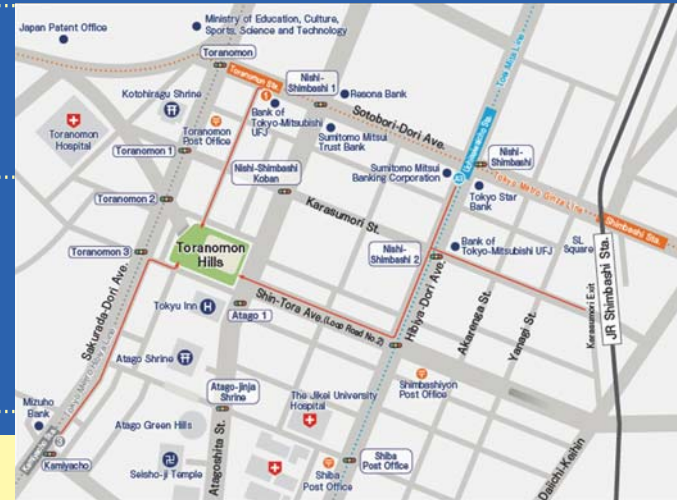 Japan Patent Office
Ministry of Education, Culture,
Sports, Science and Technology
Toranomon
Toranomon Sta.
1
Nishi-
Shimbashi 1
Resona Bank
Toa Mita Line
Kotohiragu Shrine
Bank of
Tokyo-Mitsubishi
UFJ
Sotobori-Dori Ave.
Toranomon
Hospital
Toranomon
Post Office
Sumitomo Mitsui
Trust Bank
Uchisaiwaicho Sta.
Toranomon 1
Nishi-
Shimbashi
Nishi-Shimbashi
Koban
Sumitomo Mitsui
Banking Corporation
Tokyo Metro Ginza Line
Toranomon 2
Karasumori St.
Tokyo Star
Bank
Shimbashi Sta.
Toranomon
Hills
Toranomon 3
Nishi-
Shimbashi 2
Bank of
Tokyo-Mitsubishi UFJ
SL
Square
JR Shimbashi Sta.
Sakurada-Dori Ave.
Tokyo Metro Hibiya Line
Tokyu Inn
Atago 1
Shin-Tora Ave. (Loop Road No.2)
Hibiya-Dori Ave.
Akarenga St.
Yanagi St.
Karasumori Exit
Atago Shrine
Shimbashiyon
Post Office
Mizuho
Bank
Atago-jinja
Shrine
The Jikei University
Hospital
Atago Green Hills
Atagoshita St.
3
Kamiyacho
Seisho-ji Temple
Shiba
Post Office
Shiba
Post Office
Daiichi-Keihin